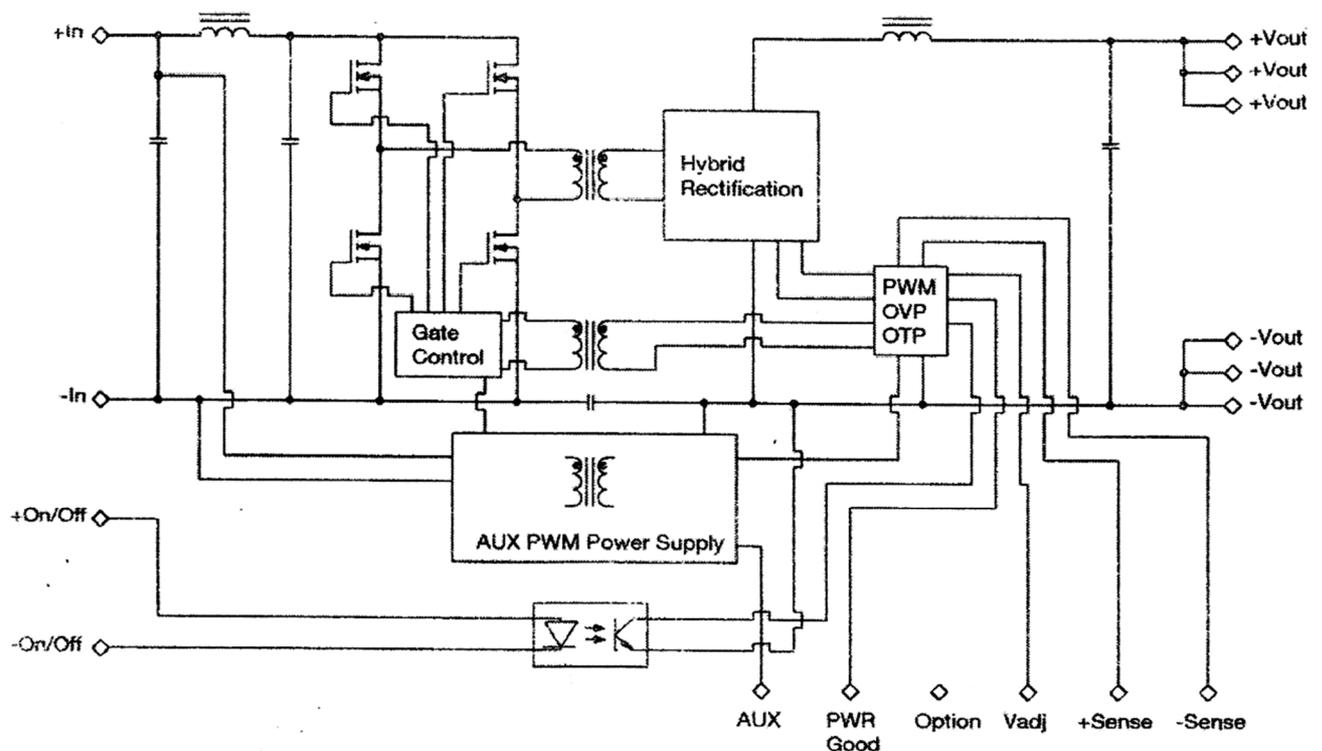 +In
+Vout
+Vout
+Vout
Hybrid
Rectification
PWM
OVP
OTP
Gate
Control
-Vout
-Vout
-Vout
-In
+On/Off
AUX PWM Power Supply
-On/Off
AUX
PWR
Good
Option
Vadj
+Sense
-Sense